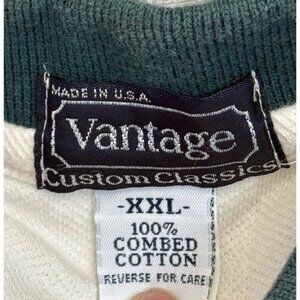 MADE IN U.S.A.
Vantage
Custom Classics
-XXL-
100%
COMBED
COTTON
REVERSE FOR CARE